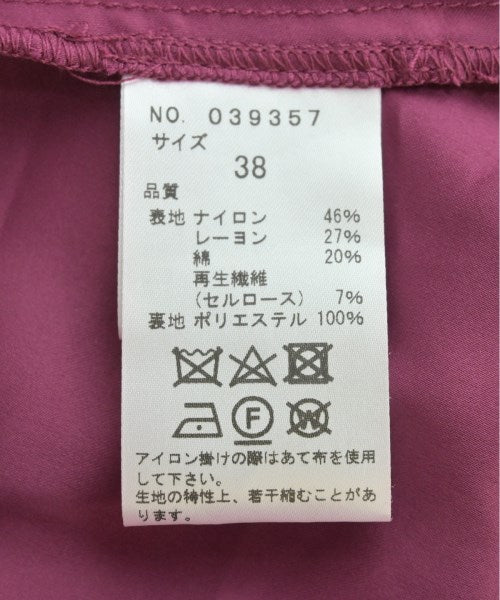 NO. 039357
サイズ
38
品質
表地 ナイロン 46%
レーヨン 27%
綿 20%
再生繊維
(セルロース) 7%
裏地 ポリエステル 100%
F W
アイロン掛けの際はあて布を使用
して下さい。
生地の特性上、若干縮むことがあ
ります。